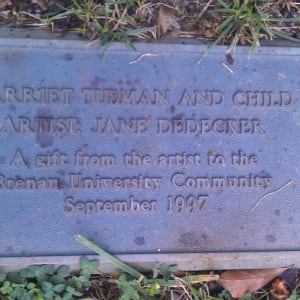 ARRIET TUBMAN AND CHILD
ARTIST: JANE DEDECKER
A gift from the artist to the
Brenau University Community
September 1997